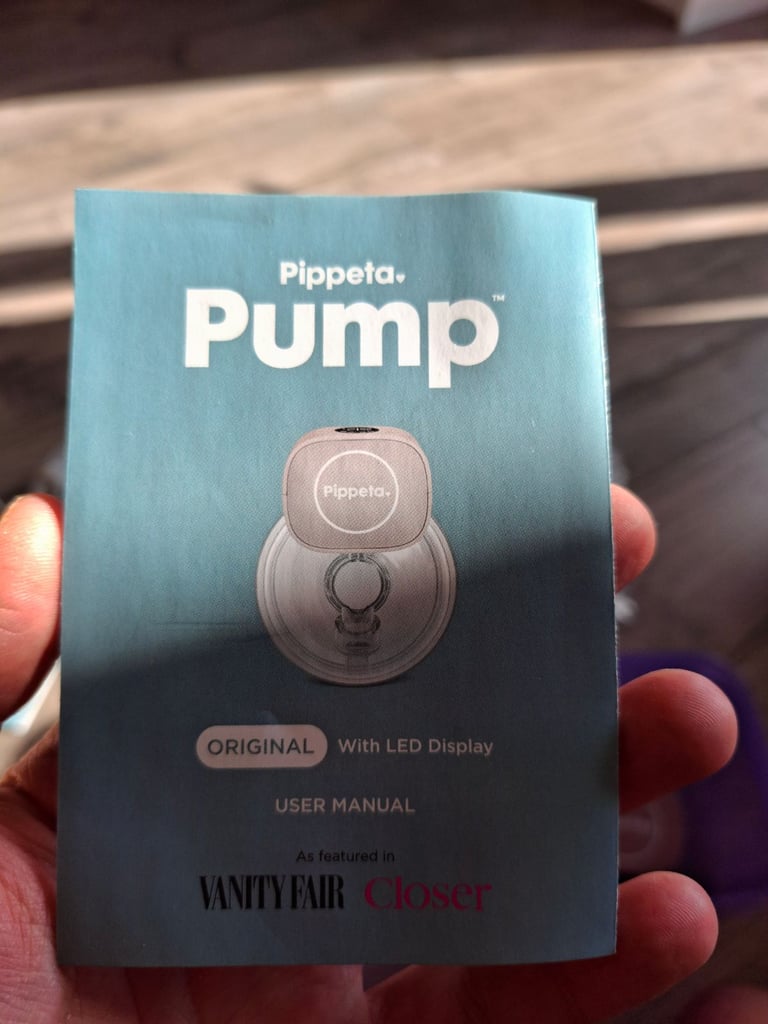 Pippeta
Pump™
Pippeta
ORIGINAL With LED Display
USER MANUAL
As featured in
VANITY FAIR Closer